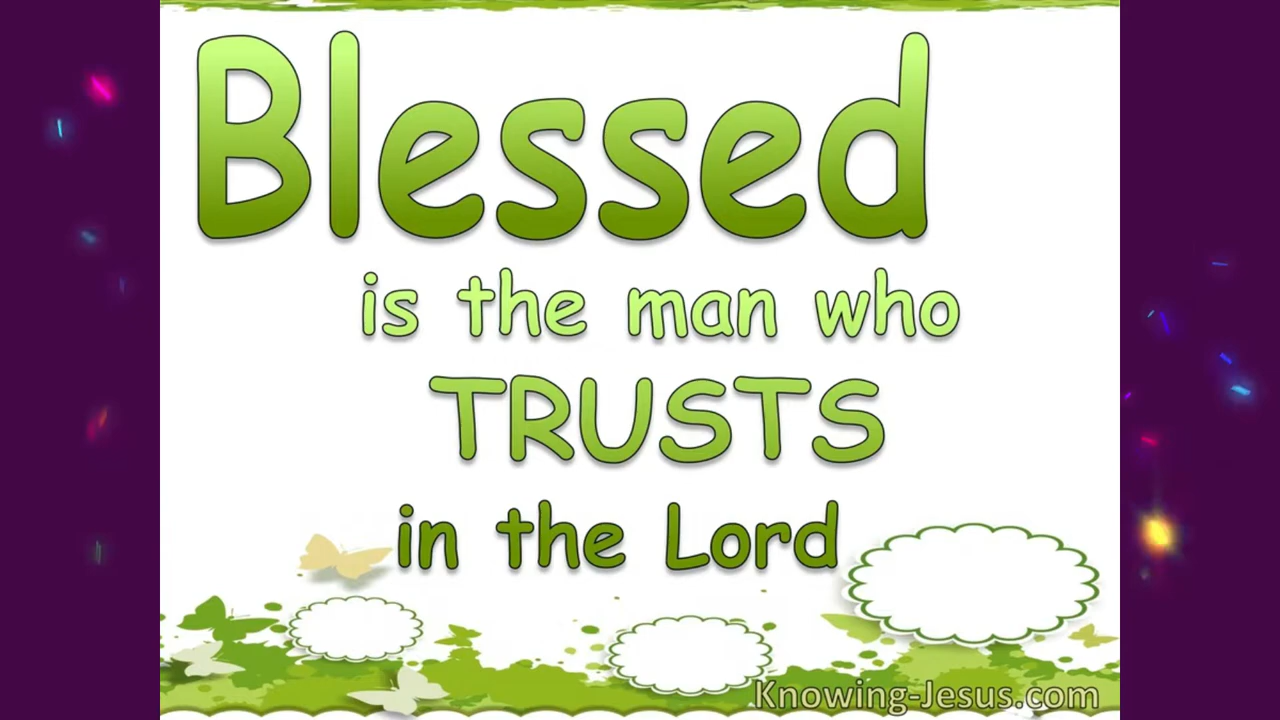 Blessed
is the man who
TRUSTS
in the Lord
Knowing-Jesus.com